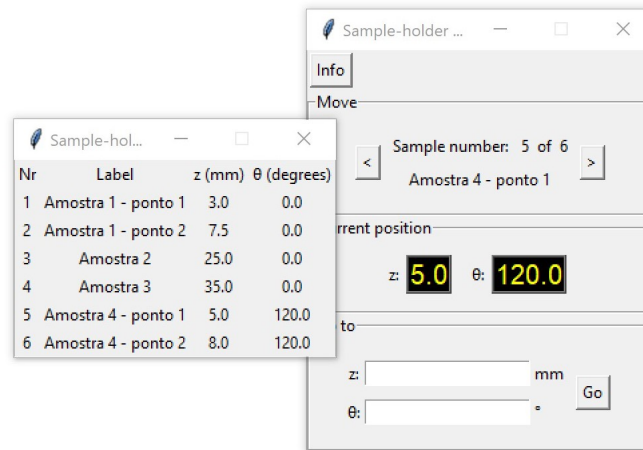 Sample-holder ...
Info
Move
Sample number: 5 of 6
<
>
Amostra 4 - ponto 1
rrent position
z: 5.0 θ: 120.0
to
z: mm
Go
θ: °
Sample-hol...
Nr Label z (mm) θ (degrees)
1 Amostra 1 - ponto 1 3.0 0.0
2 Amostra 1 - ponto 2 7.5 0.0
3 Amostra 2 25.0 0.0
4 Amostra 3 35.0 0.0
5 Amostra 4 - ponto 1 5.0 120.0
6 Amostra 4 - ponto 2 8.0 120.0